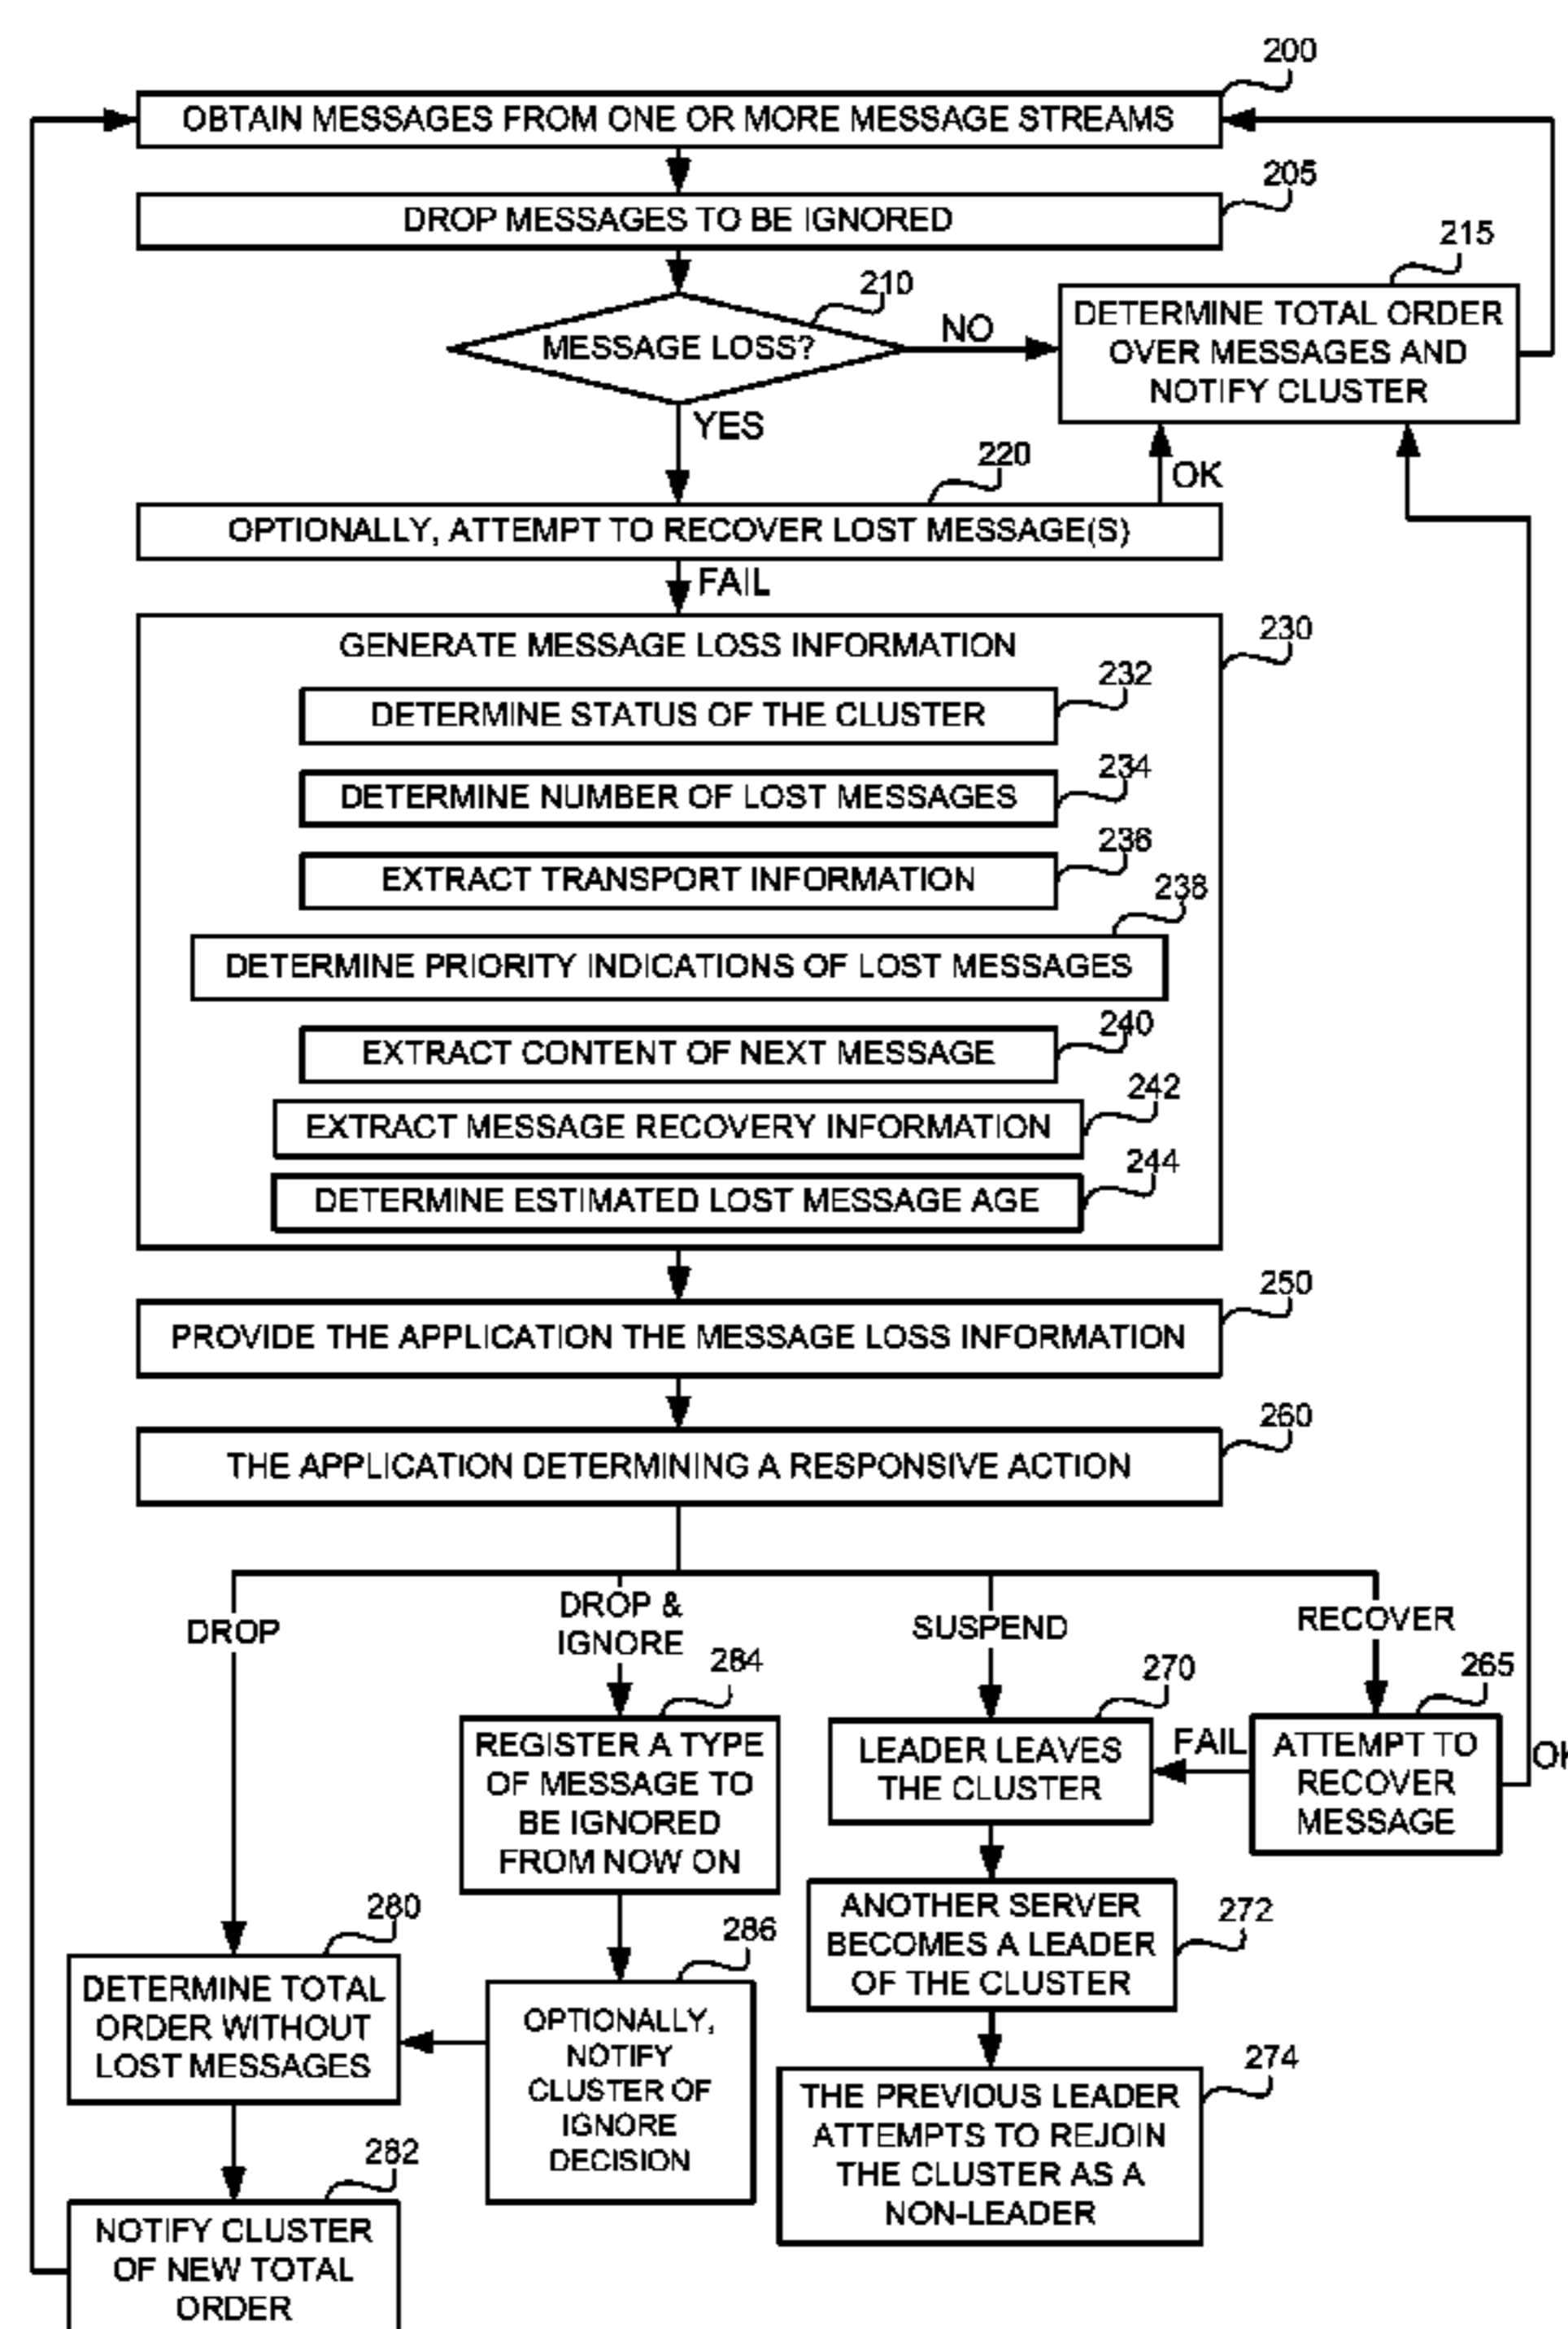 200
OBTAIN MESSAGES FROM ONE OR MORE MESSAGE STREAMS
205
DROP MESSAGES TO BE IGNORED
215
210
MESSAGE LOSS?
NO
DETERMINE TOTAL ORDER
OVER MESSAGES AND
NOTIFY CLUSTER
YES
220
OK
OPTIONALLY, ATTEMPT TO RECOVER LOST MESSAGE(S)
FAIL
230
GENERATE MESSAGE LOSS INFORMATION
232
DETERMINE STATUS OF THE CLUSTER
234
DETERMINE NUMBER OF LOST MESSAGES
236
EXTRACT TRANSPORT INFORMATION
238
DETERMINE PRIORITY INDICATIONS OF LOST MESSAGES
240
EXTRACT CONTENT OF NEXT MESSAGE
242
EXTRACT MESSAGE RECOVERY INFORMATION
244
DETERMINE ESTIMATED LOST MESSAGE AGE
250
PROVIDE THE APPLICATION THE MESSAGE LOSS INFORMATION
260
THE APPLICATION DETERMINING A RESPONSIVE ACTION
DROP
DROP &
IGNORE
SUSPEND
RECOVER
284
REGISTER A TYPE
OF MESSAGE TO
BE IGNORED
FROM NOW ON
270
LEADER LEAVES
THE CLUSTER
FAIL
265
ATTEMPT TO
RECOVER
MESSAGE
OK
280
DETERMINE TOTAL
ORDER WITHOUT
LOST MESSAGES
286
OPTIONALLY,
NOTIFY
CLUSTER OF
IGNORE
DECISION
272
ANOTHER SERVER
BECOMES A LEADER
OF THE CLUSTER
274
THE PREVIOUS LEADER
ATTEMPTS TO REJOIN
THE CLUSTER AS A
NON-LEADER
282
NOTIFY CLUSTER
OF NEW TOTAL
ORDER